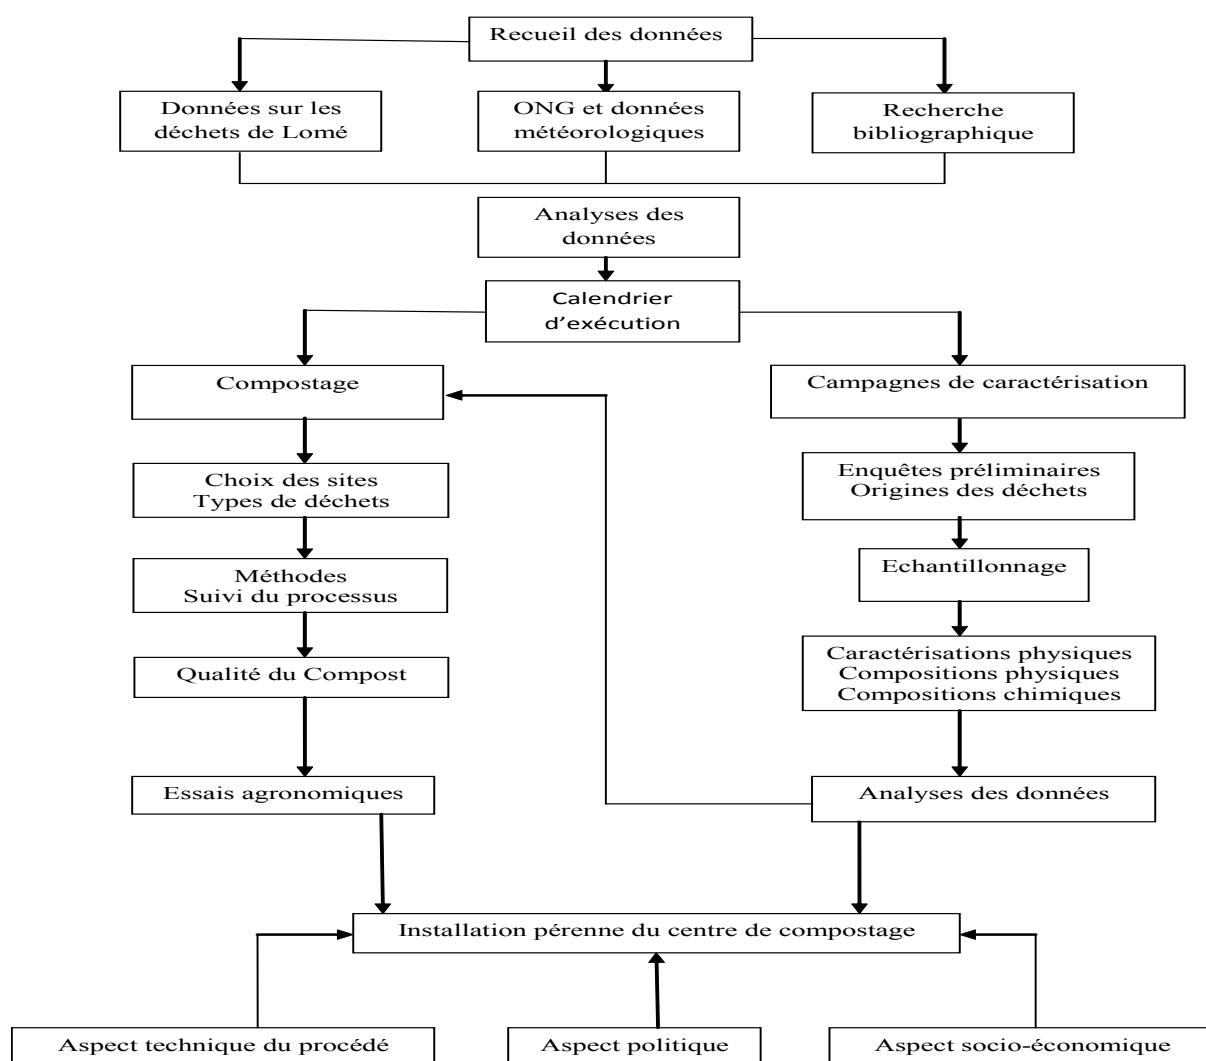 Recueil des données
Données sur les
déchets de Lomé
ONG et données
météorologiques
Recherche
bibliographique
Analyses des
données
Calendrier
d'exécution
Compostage
Campagnes de caractérisation
Choix des sites
Types de déchets
Enquêtes préliminaires
Origines des déchets
Méthodes
Suivi du processus
Echantillonnage
Qualité du Compost
Caractérisations physiques
Compositions physiques
Compositions chimiques
Essais agronomiques
Analyses des données
Installation pérenne du centre de compostage
Aspect technique du procédé
Aspect politique
Aspect socio-économique